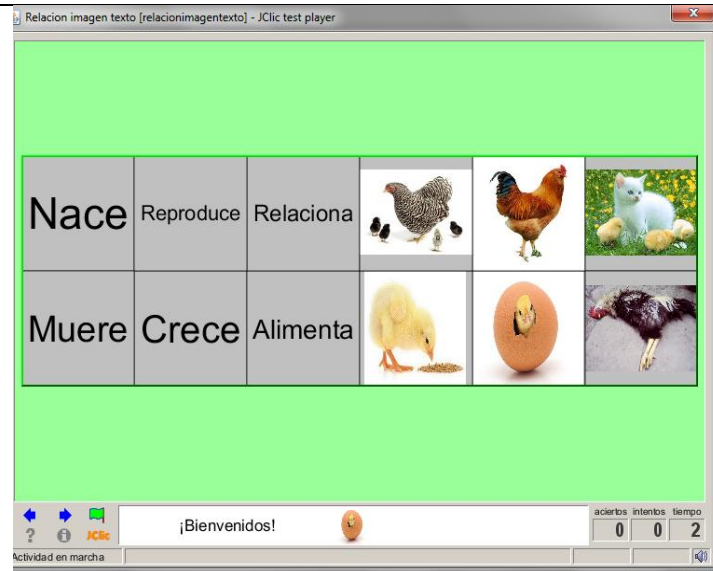 Relacion imagen texto [relacionimagentexto] - JClic test player
Nace Reproduce Relaciona
Muere Crece Alimenta
¡Bienvenidos!
JClic
aciertos intentos tiempo
0 0 2
Actividad en marcha